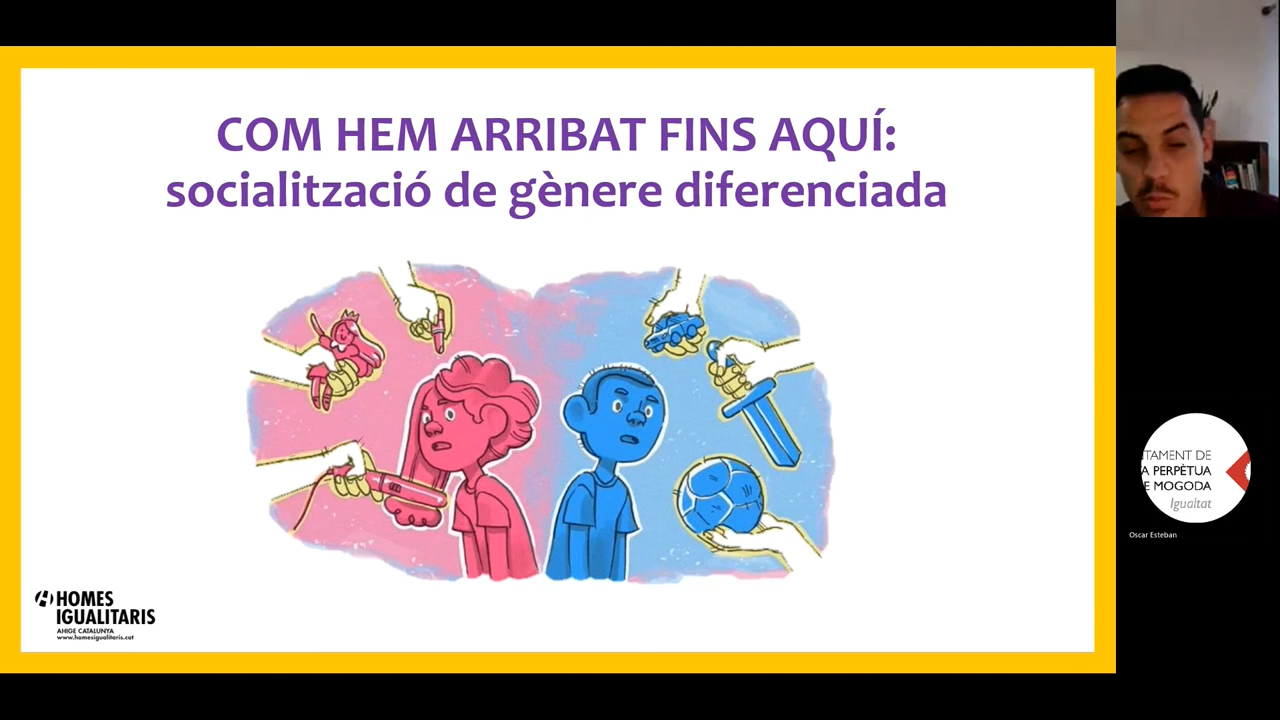 COM HEM ARRIBAT FINS AQUÍ:
socialització de gènere diferenciada
HOMES
IGUALITARIS
AHIGE CATALUNYA
www.homesigualitaris.cat
TAMENT DE
A PERPÈTUA
E MOGODA
Igualtat
Oscar Esteban